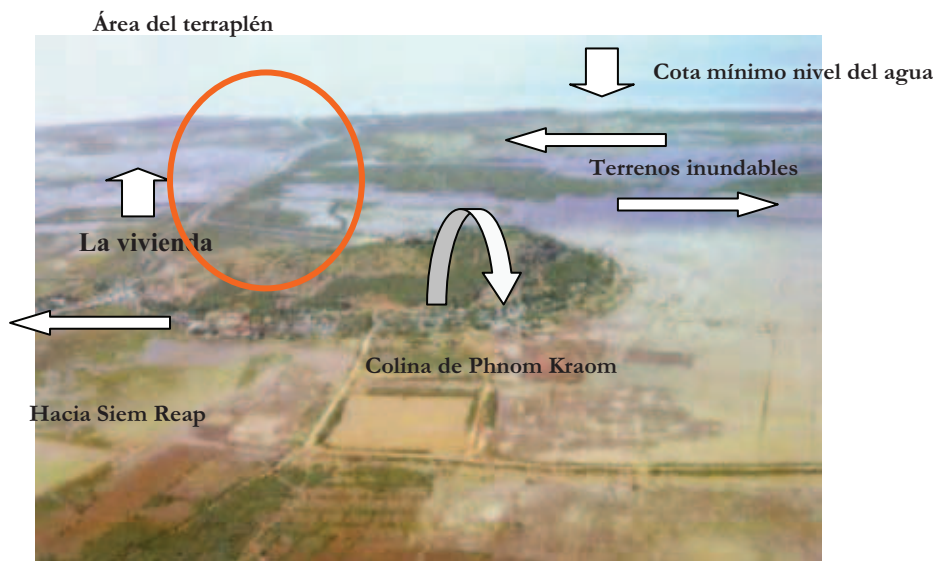 Área del terraplén
Cota mínimo nivel del agua
Terrenos inundables
La vivienda
Colina de Phnom Kraom
Hacia Siem Reap